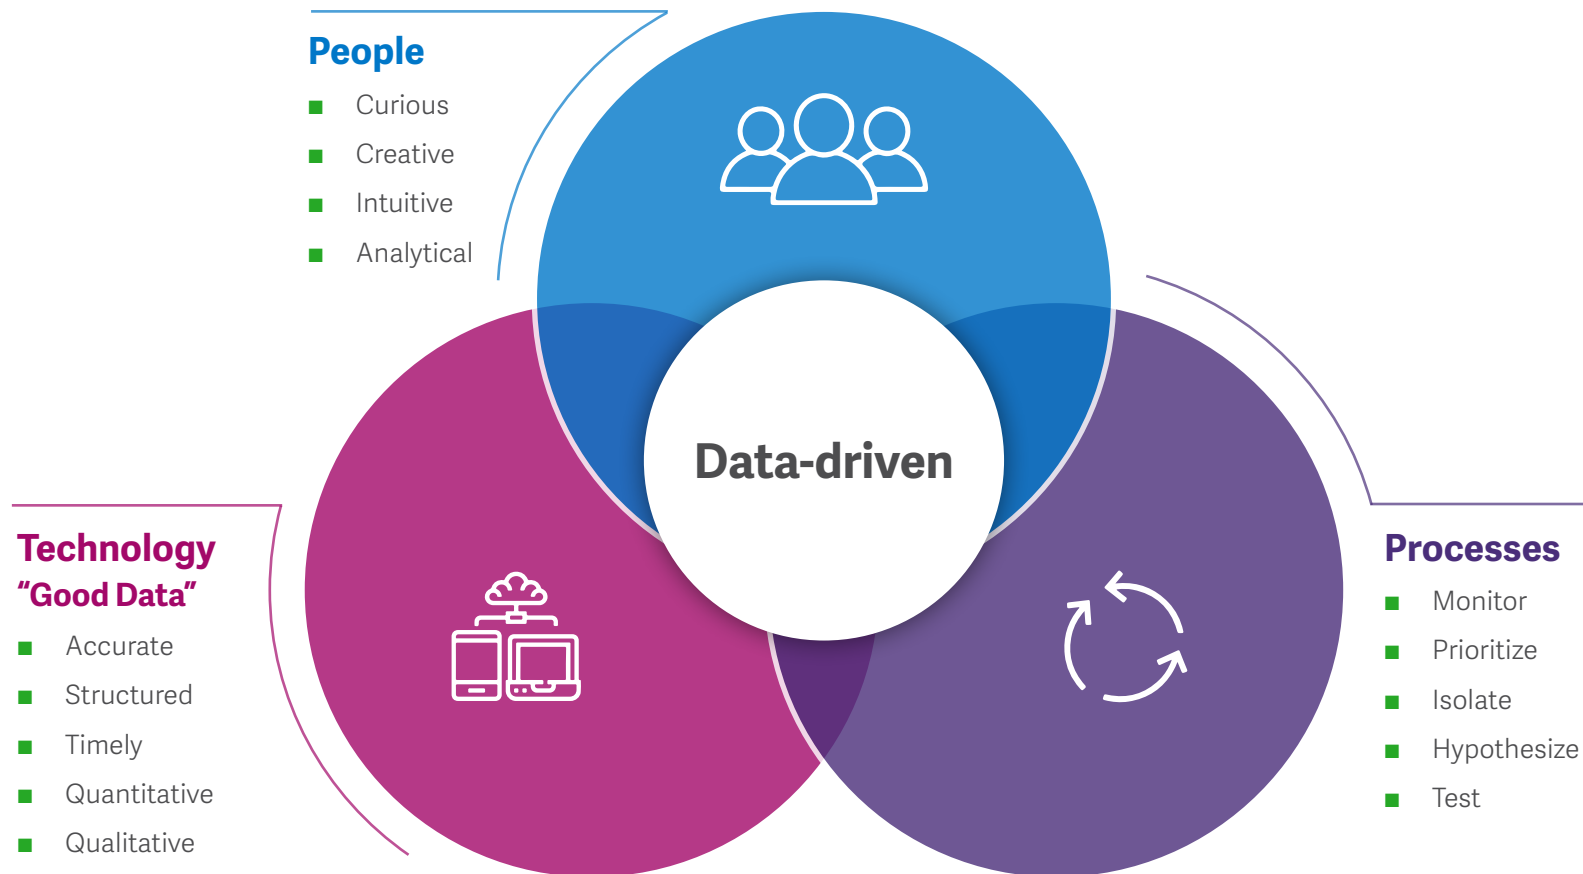 People
Curious
Creative
Intuitive
Analytical
Data-driven
Technology
“Good Data”
Accurate
Structured
Timely
Quantitative
Qualitative
Processes
Monitor
Prioritize
Isolate
Hypothesize
Test